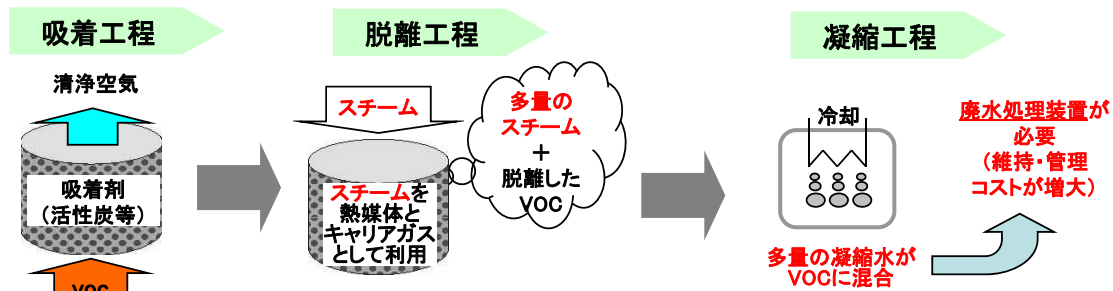 吸着工程
清浄空気
吸着剤
（活性炭等）
VOC
脱離工程
スチーム
多量の
スチーム
＋
脱離した
VOC
スチームを
熱媒体と
キャリアガス
として利用
凝縮工程
冷却
多量の凝縮水が
VOCに混合
廃水処理装置が
必要
（維持・管理
コストが増大）